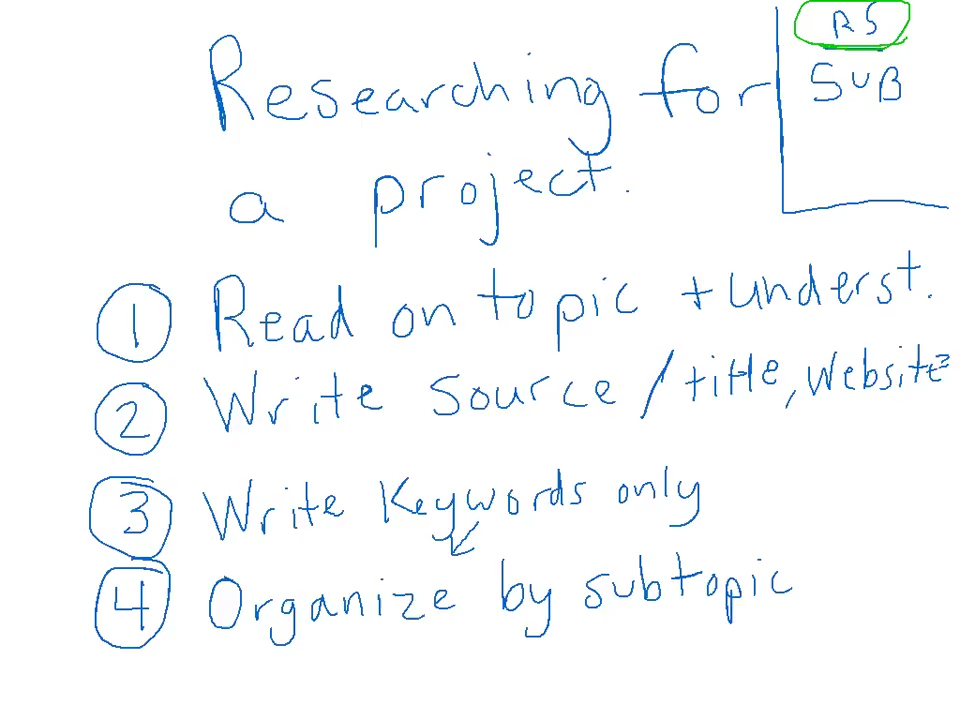 Researching for
a project.
RS
SUB
1 Read on topic + underst.
2 Write source / title, website
3 Write Keywords only
4 Organize by subtopic